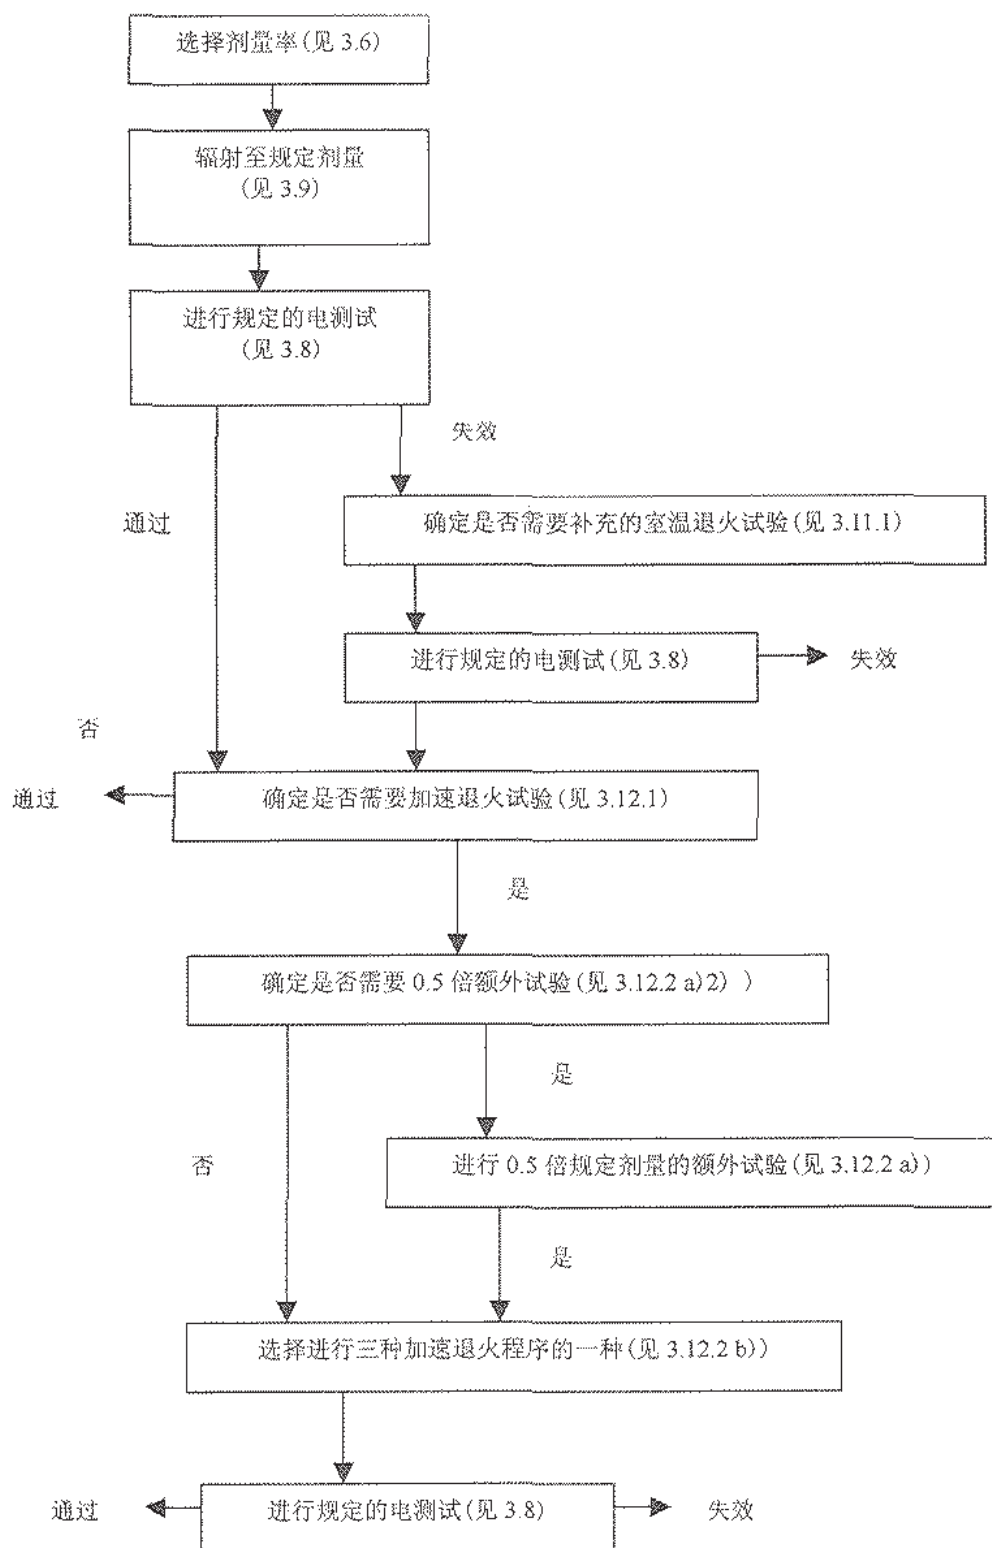 选择剂量率(见 3.6)
辐射至规定剂量
(见 3.9)
进行规定的电测试
(见 3.8)
失效
通过
确定是否需要补充的室温退火试验(见 3.11.1)
进行规定的电测试(见 3.8)
失效
否
通过
确定是否需要加速退火试验(见 3.12.1)
是
确定是否需要 0.5 倍额外试验(见 3.12.2 a)2) )
是
否
进行 0.5 倍规定剂量的额外试验(见 3.12.2 a))
是
选择进行三种加速退火程序的一种(见 3.12.2 b))
通过
进行规定的电测试(见 3.8)
失效